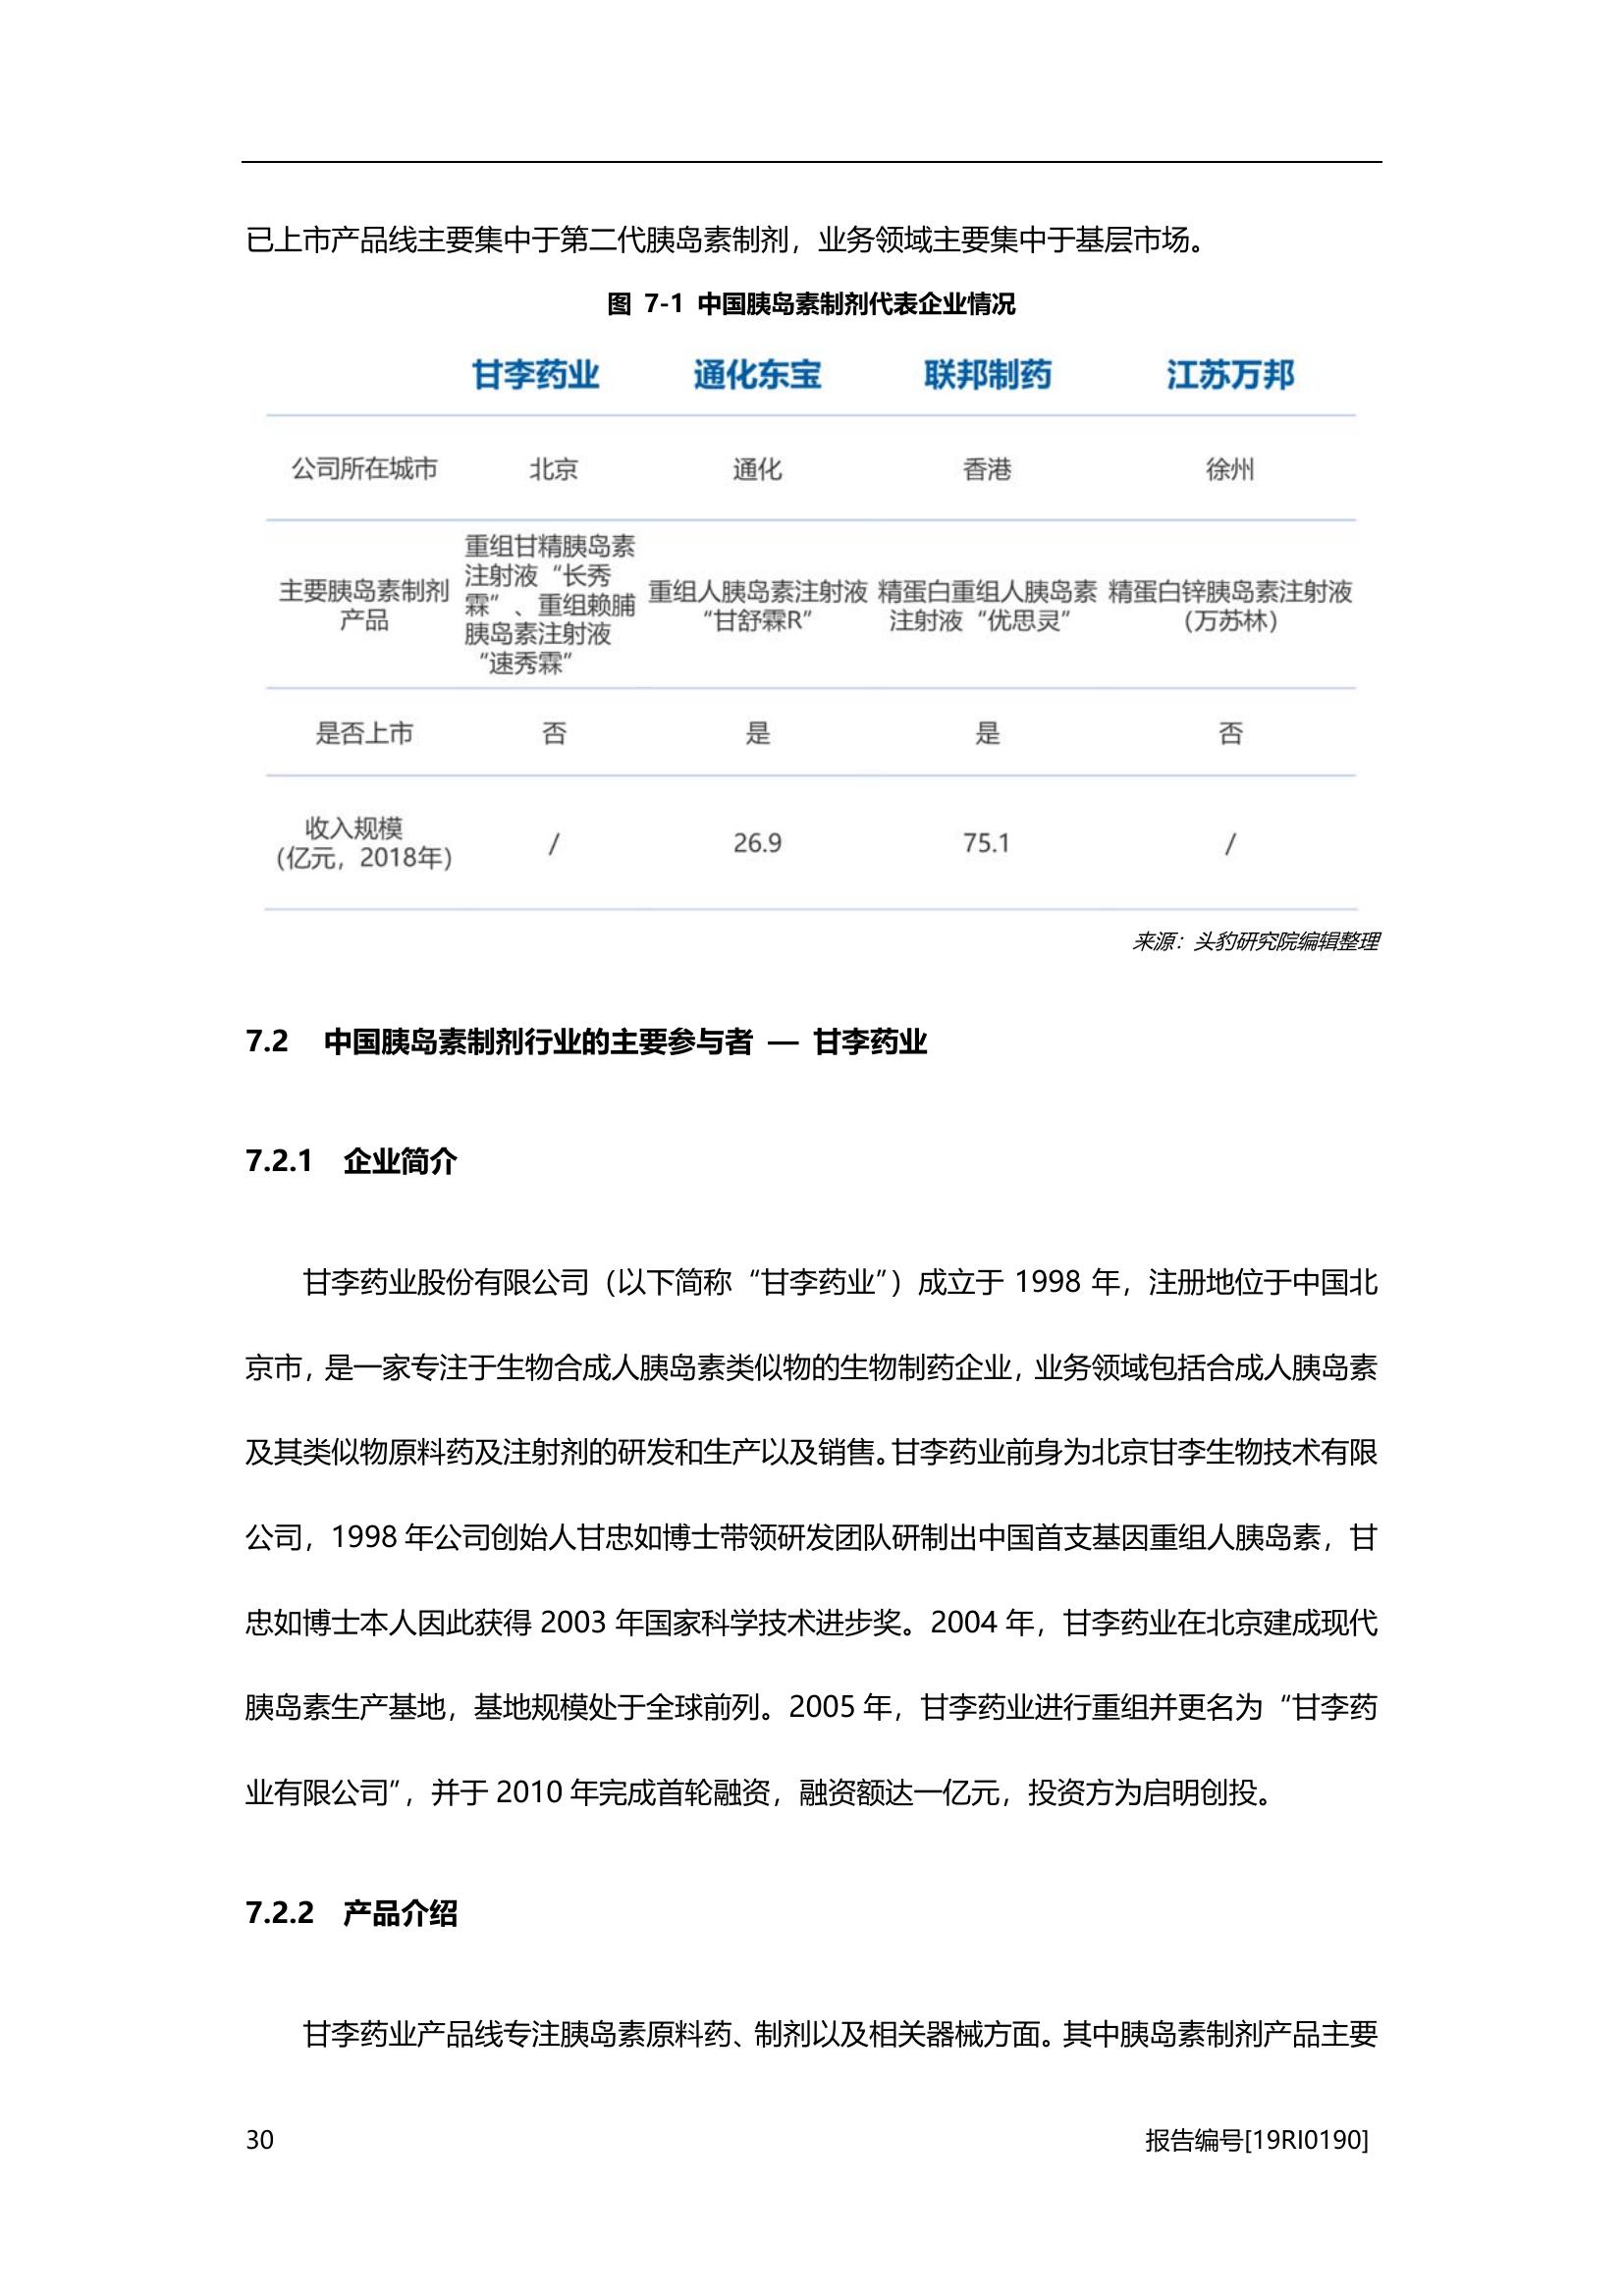 已上市产品线主要集中于第二代胰岛素制剂，业务领域主要集中于基层市场。
图 7-1 中国胰岛素制剂代表企业情况
甘李药业 通化东宝 联邦制药 江苏万邦
公司所在城市 北京 通化 香港 徐州
主要胰岛素制剂
产品
重组甘精胰岛素
注射液“长秀
霖”、重组赖脯
胰岛素注射液
“速秀霖”
重组人胰岛素注射液
“甘舒霖R”
精蛋白重组人胰岛素
注射液“优思灵”
精蛋白锌胰岛素注射液
（万苏林）
是否上市 否 是 是 否
收入规模
（亿元，2018年）
/ 26.9 75.1 /
来源：头豹研究院编辑整理
7.2 中国胰岛素制剂行业的主要参与者 — 甘李药业
7.2.1 企业简介
甘李药业股份有限公司（以下简称“甘李药业”）成立于 1998 年，注册地位于中国北
京市，是一家专注于生物合成人胰岛素类似物的生物制药企业，业务领域包括合成人胰岛素
及其类似物原料药及注射剂的研发和生产以及销售。甘李药业前身为北京甘李生物技术有限
公司，1998 年公司创始人甘忠如博士带领研发团队研制出中国首支基因重组人胰岛素，甘
忠如博士本人因此获得 2003 年国家科学技术进步奖。2004 年，甘李药业在北京建成现代
胰岛素生产基地，基地规模处于全球前列。2005 年，甘李药业进行重组并更名为“甘李药
业有限公司”，并于 2010 年完成首轮融资，融资额达一亿元，投资方为启明创投。
7.2.2 产品介绍
甘李药业产品线专注胰岛素原料药、制剂以及相关器械方面。其中胰岛素制剂产品主要
30
报告编号[19RI0190]